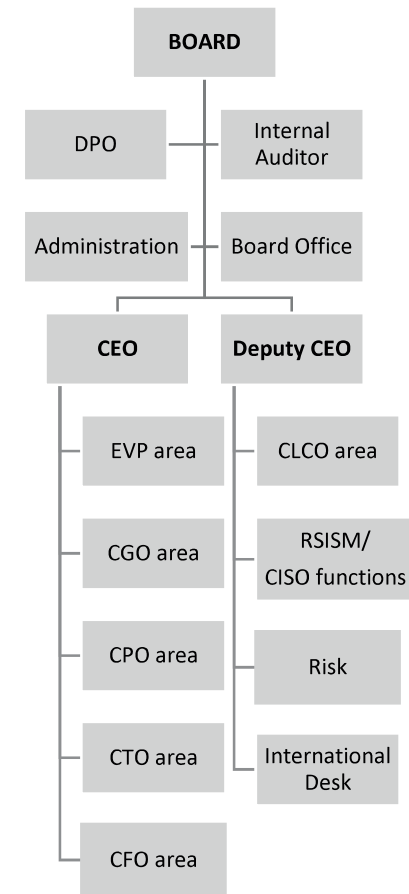 BOARD
DPO
Internal
Auditor
Administration
Board Office
CEO
Deputy CEO
EVP area
CLCO area
CGO area
RSISM/
CISO functions
CPO area
Risk
CTO area
International
Desk
CFO area